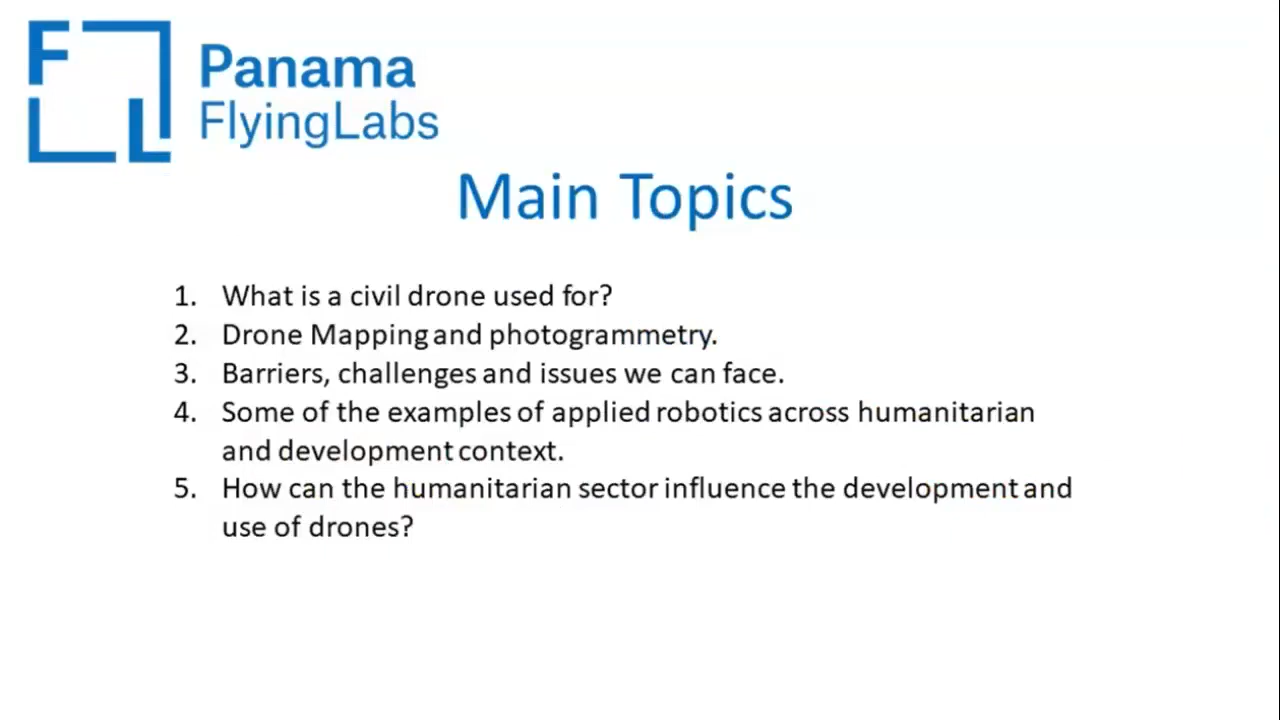 F
L
Panama
FlyingLabs
Main Topics
1. What is a civil drone used for?
2. Drone Mapping and photogrammetry.
3. Barriers, challenges and issues we can face.
4. Some of the examples of applied robotics across humanitarian
and development context.
5. How can the humanitarian sector influence the development and
use of drones?